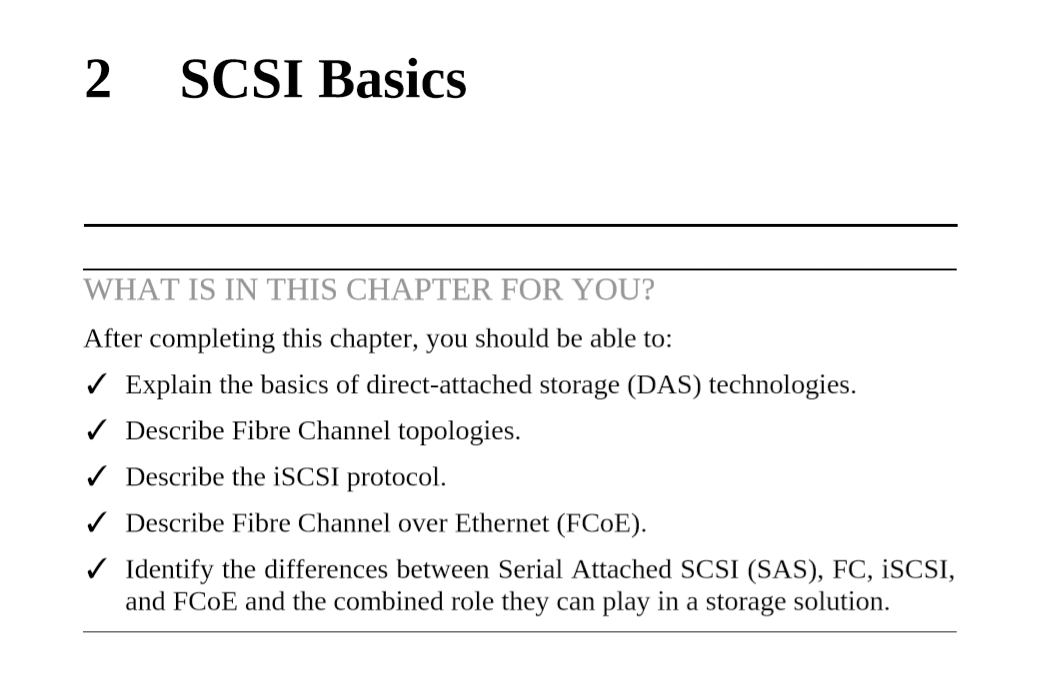 2 SCSI Basics
WHAT IS IN THIS CHAPTER FOR YOU?
After completing this chapter, you should be able to:
✓ Explain the basics of direct-attached storage (DAS) technologies.
✓ Describe Fibre Channel topologies.
✓ Describe the iSCSI protocol.
✓ Describe Fibre Channel over Ethernet (FCoE).
✓ Identify the differences between Serial Attached SCSI (SAS), FC, iSCSI,
and FCoE and the combined role they can play in a storage solution.